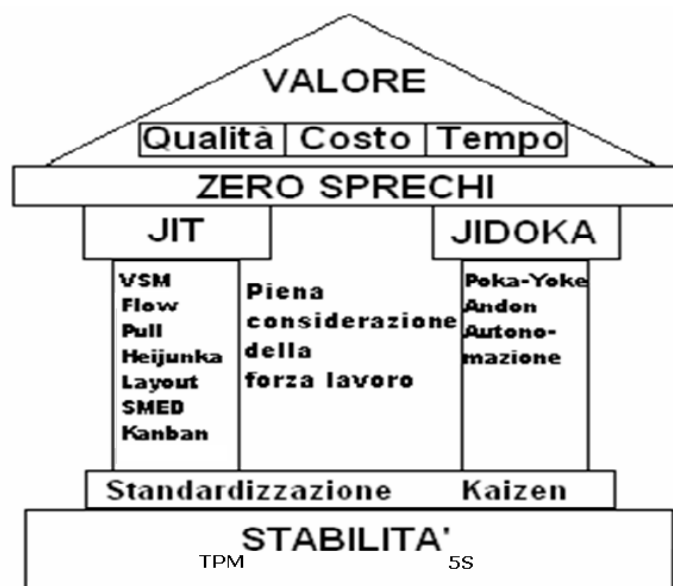 VALORE
Qualità Costo Tempo
ZERO SPRECHI
JIT
JIDOKA
VSM
Flow
Pull
Heijunka
Layout
SMED
Kanban
Piena
considerazione
della
forza lavoro
Poka-Yoke
Andon
Autono-
mazione
Standardizzazione Kaizen
STABILITA'
TPM 5S